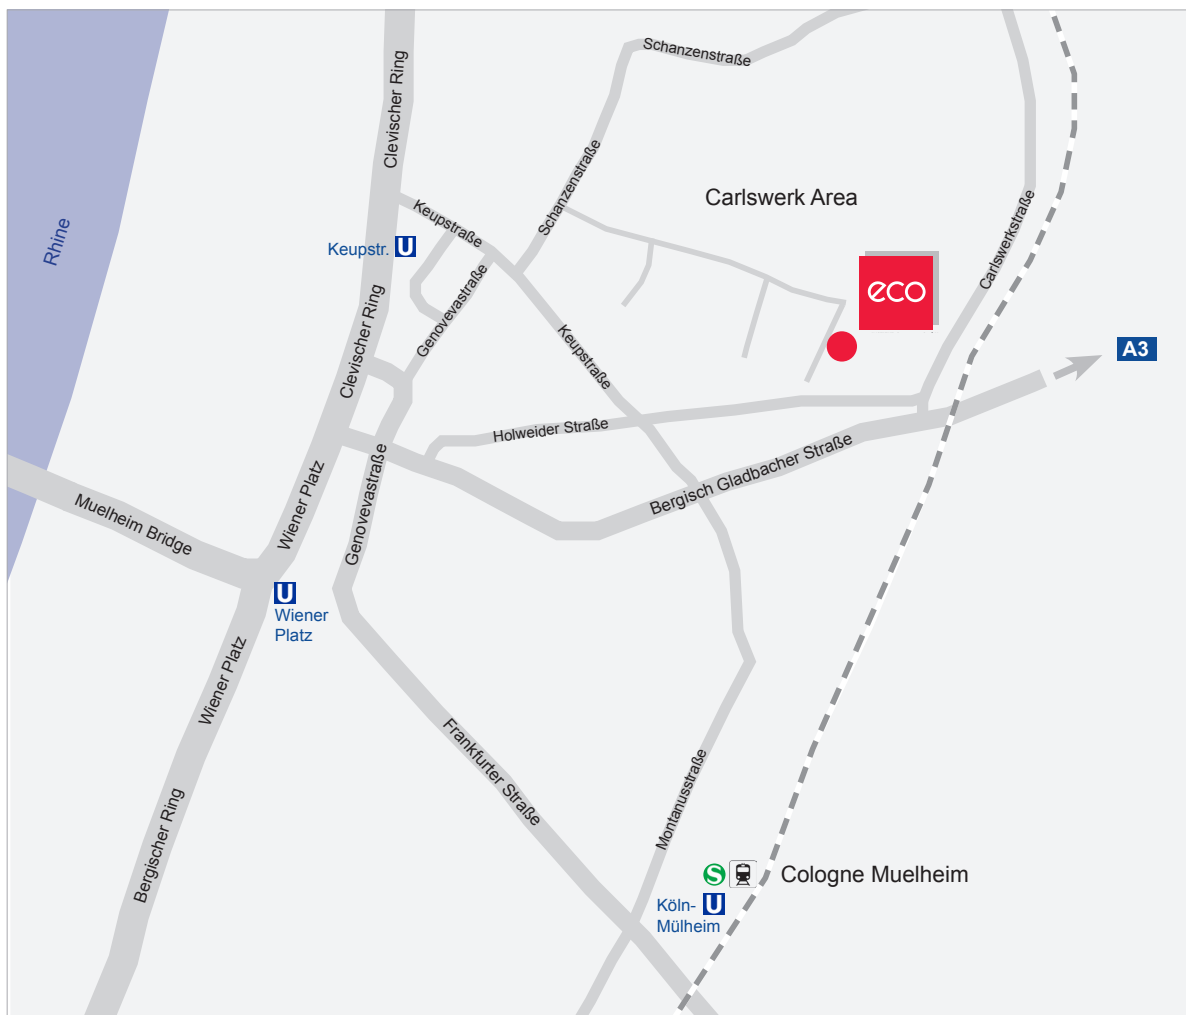 Schanzenstraße
Clevischer Ring
Schanzenstraße
Carlswerk Area
Keupstraße
Rhine
Keupstr. U
Carlswerkstraße
eco
Genovevastraße
Clevischer Ring
Keupstraße
A3
Holweider Straße
Bergisch Gladbacher Straße
Wiener Platz
Genovevastraße
Muelheim Bridge
U
Wiener
Platz
Wiener Platz
Frankfurter Straße
Montanusstraße
Bergischer Ring
S
Cologne Muelheim
Köln- U
Mülheim